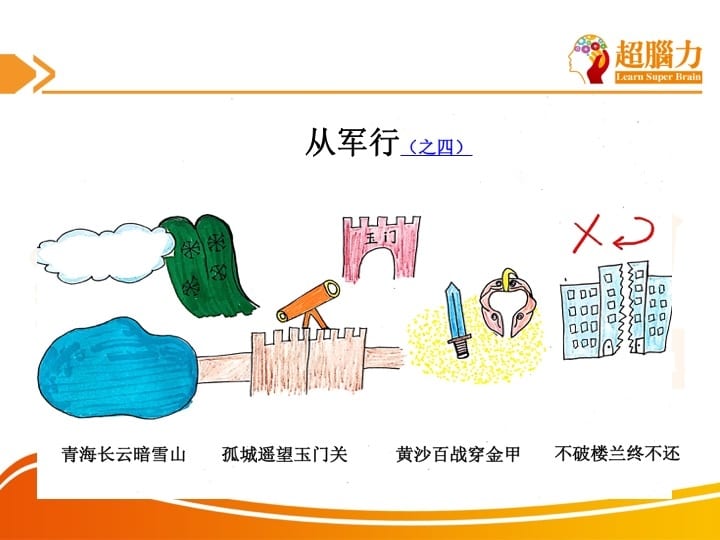 超腦力
Learn Super Brain
从军行（之四）
玉门
青海长云暗雪山
孤城遥望玉门关
黄沙百战穿金甲
不破楼兰终不还